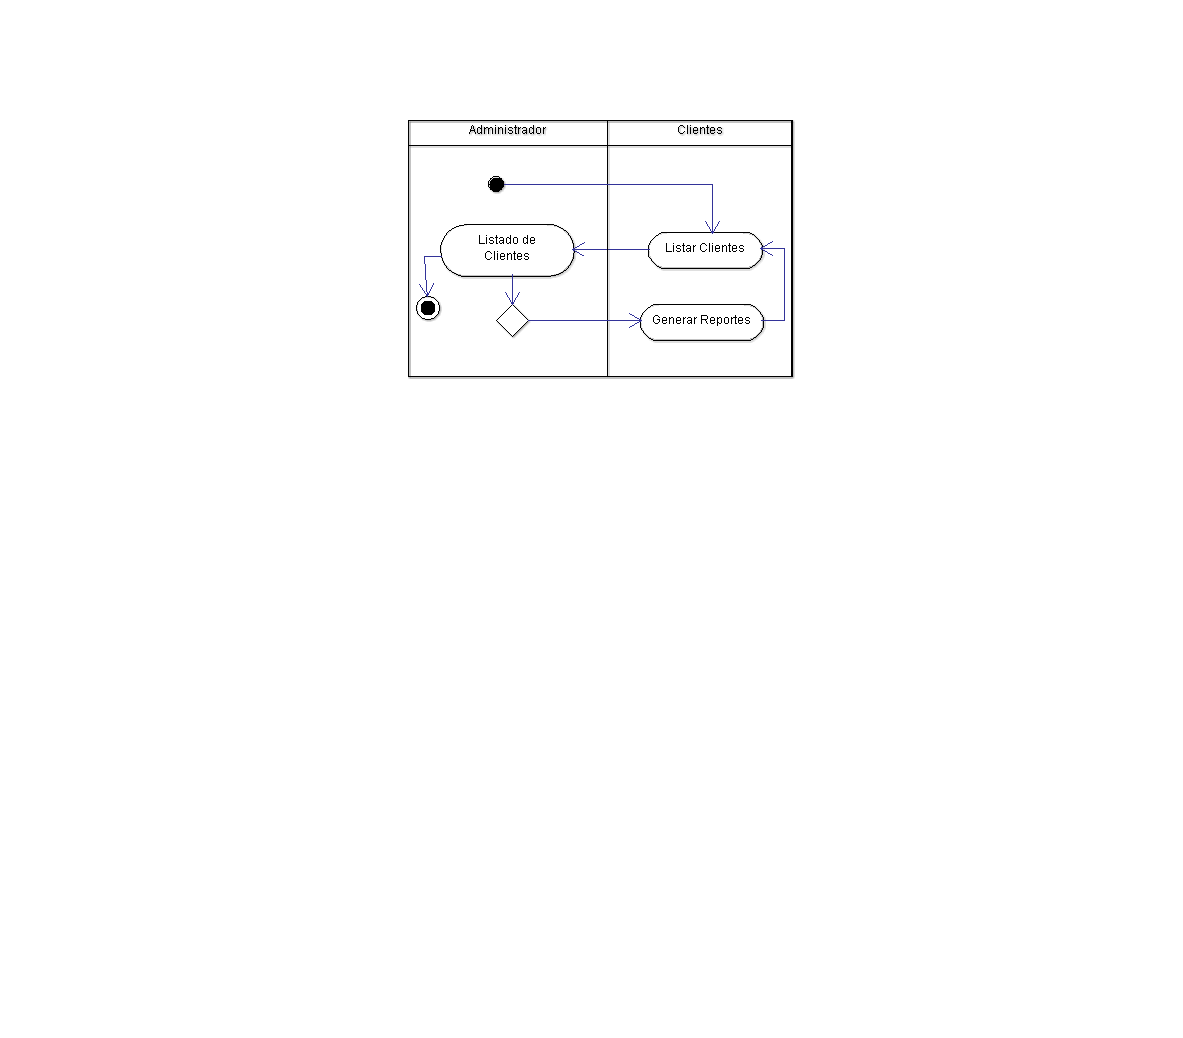 Administrador
Clientes
Listado de
Clientes
Listar Clientes
Generar Reportes